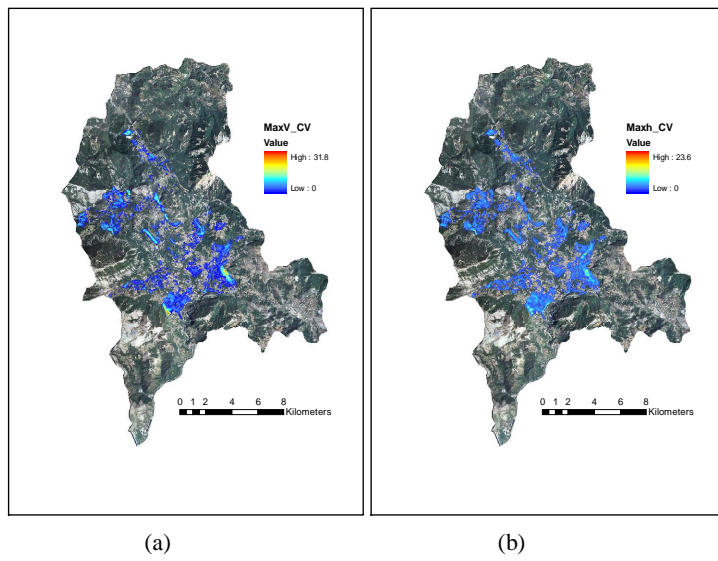 MaxV_CV
Value
High : 31.8
Low : 0
0 1 2 4 6 8
Kilometers
Maxh_CV
Value
High : 23.6
Low : 0
0 1 2 4 6 8
Kilometers
(a)
(b)